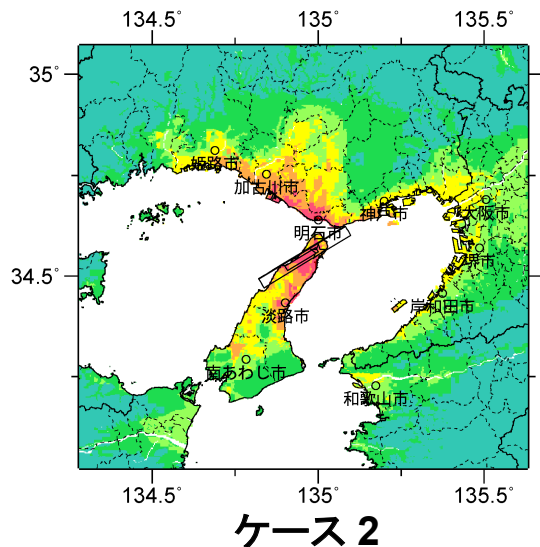 134.5° 135° 135.5°
35°
姫路市
加古川市
神戸市
大阪市
明石市
堺市
34.5°
岸和田市
淡路市
南あわじ市
和歌山市
134.5° 135° 135.5°
ケース 2